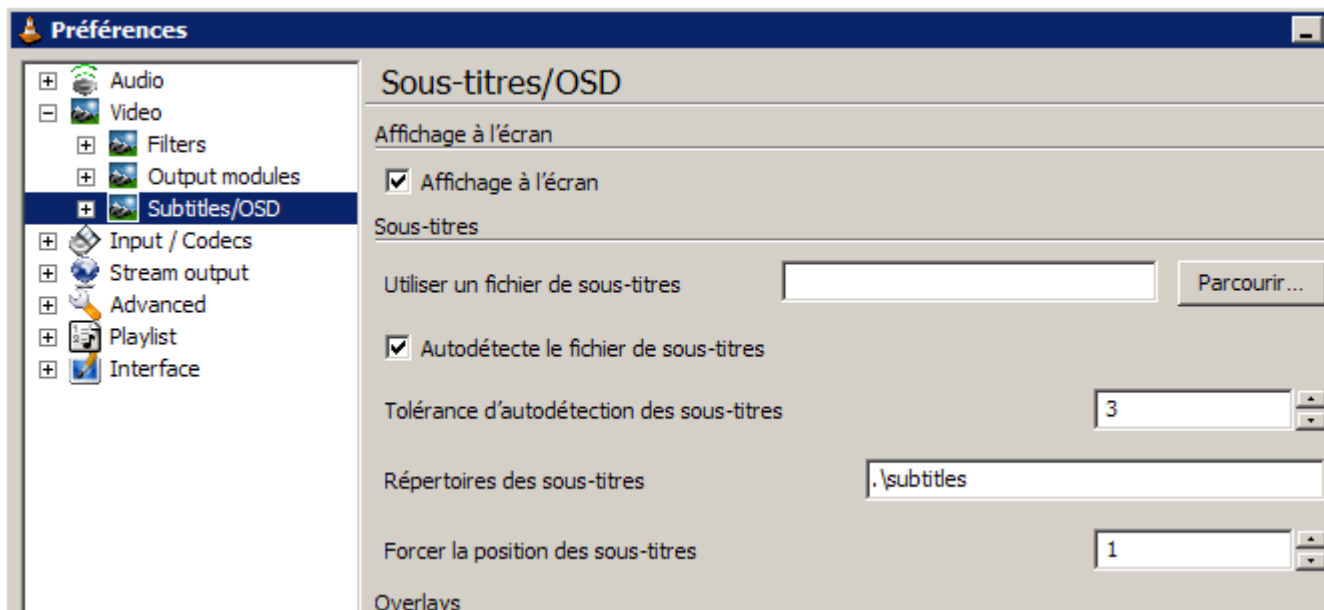 Préférences
Audio
Video
Filters
Output modules
Subtitles/OSD
Input / Codecs
Stream output
Advanced
Playlist
Interface
Sous-titres/OSD
Affichage à l'écran
Affichage à l'écran
Sous-titres
Utiliser un fichier de sous-titres
Parcourir...
Autodétecte le fichier de sous-titres
Tolérance d'autodétection des sous-titres 3
Répertoires des sous-titres .\subtitles
Forcer la position des sous-titres 1
Overlays